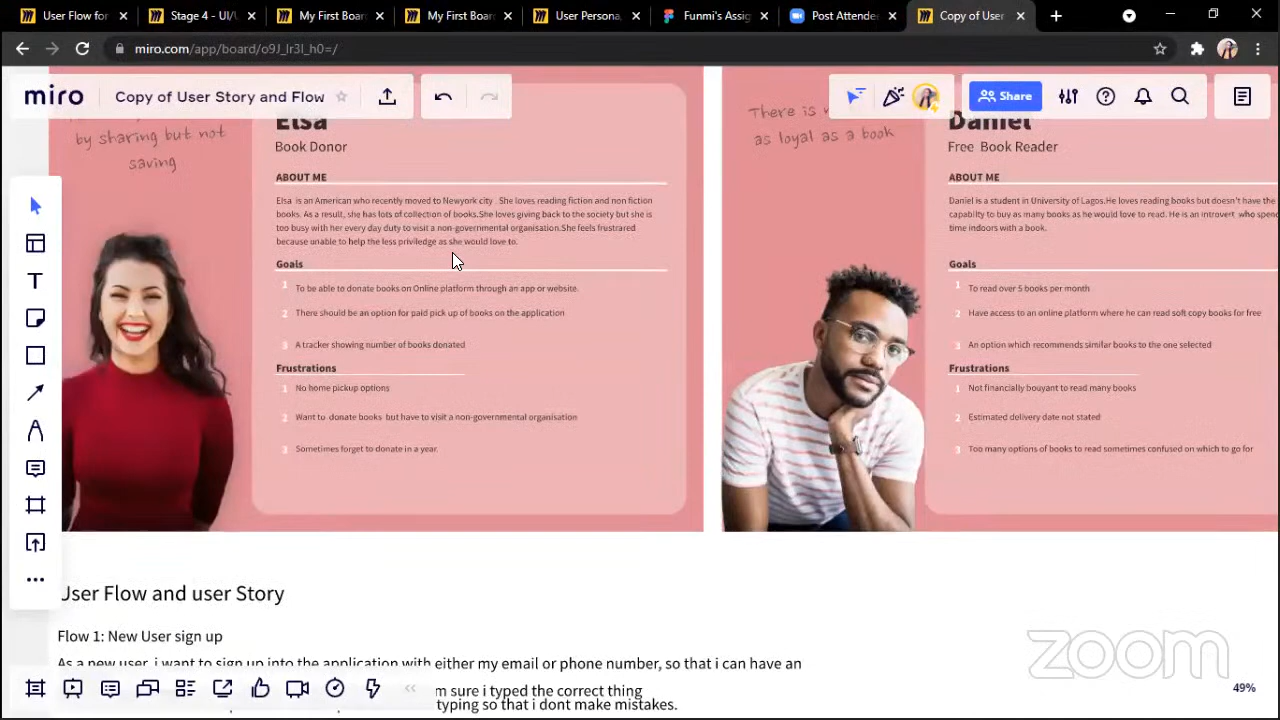 User Flow for
Stage 4 - UI/U
My First Boar
My First Boar
User Persona,
Funmi's Assig
Post Attende
Copy of User
miro.com/app/board/o9J_lr3l_h0=/
miro
Copy of User Story and Flow
Share
by sharing but not
saving
Elsa
Book Donor
ABOUT ME
Elsa is an American who recently moved to Newyork city . She loves reading fiction and non fiction
books. As a result, she has lots of collection of books.She loves giving back to the society but she is
too busy with her every day duty to visit a non-governmental organisation.She feels frustrared
because unable to help the less priviledge as she would love to.
Goals
1 To be able to donate books on Online platform through an app or website.
2 There should be an option for paid pick up of books on the application
3 A tracker showing number of books donated
Frustrations
1 No home pickup options
2 Want to donate books but have to visit a non-governmental organisation
3 Sometimes forget to donate in a year.
There is
as loyal as a book
Daniel
Free Book Reader
ABOUT ME
Daniel is a student in University of Lagos.He loves reading books but doesn't have the
capabilty to buy as many books as he would love to read. He is an introvert who spend
time indoors with a book.
Goals
1 To read over 5 books per month
2 Have access to an online platform where he can read soft copy books for free
3 An option which recommends similar books to the one selected
Frustrations
1 Not financially bouyant to read many books
2 Estimated delivery date not stated
3 Too many options of books to read sometimes confused on which to go for
User Flow and user Story
Flow 1: New User sign up
As a new user, i want to sign up into the application with either my email or phone number, so that i can have an
m sure i typed the correct thing
typing so that i dont make mistakes.
zoom
49%